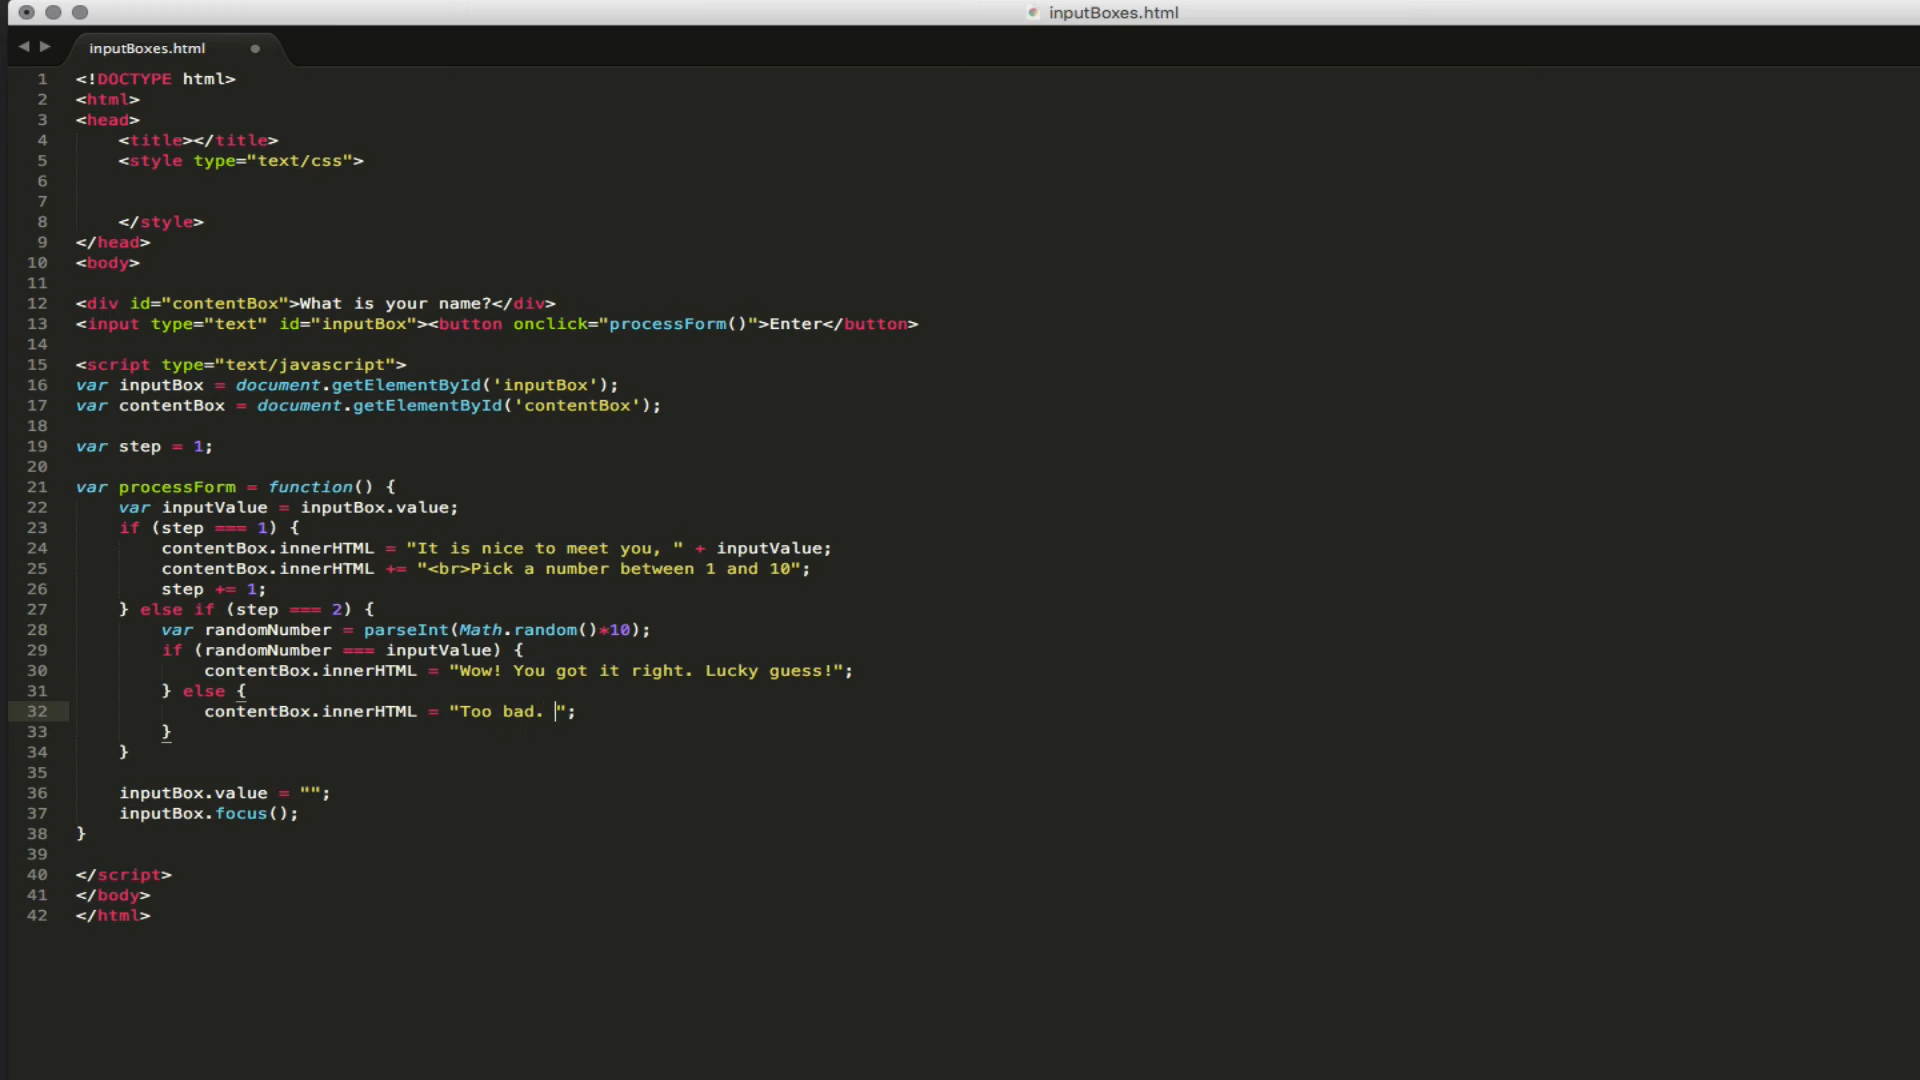 inputBoxes.html
inputBoxes.html
1 <!DOCTYPE html>
2 <html>
3 <head>
4     <title></title>
5     <style type="text/css">
6
7
8     </style>
9 </head>
10 <body>
11
12 <div id="contentBox">What is your name?</div>
13 <input type="text" id="inputBox"><button onclick="processForm()">Enter</button>
14
15 <script type="text/javascript">
16 var inputBox = document.getElementById('inputBox');
17 var contentBox = document.getElementById('contentBox');
18
19 var step = 1;
20
21 var processForm = function() {
22     var inputValue = inputBox.value;
23     if (step === 1) {
24         contentBox.innerHTML = "It is nice to meet you, " + inputValue;
25         contentBox.innerHTML += "<br>Pick a number between 1 and 10";
26         step += 1;
27     } else if (step === 2) {
28         var randomNumber = parseInt(Math.random()*10);
29         if (randomNumber === inputValue) {
30             contentBox.innerHTML = "Wow! You got it right. Lucky guess!";
31         } else {
32             contentBox.innerHTML = "Too bad. ";
33         }
34     }
35
36     inputBox.value = "";
37     inputBox.focus();
38 }
39
40 </script>
41 </body>
42 </html>